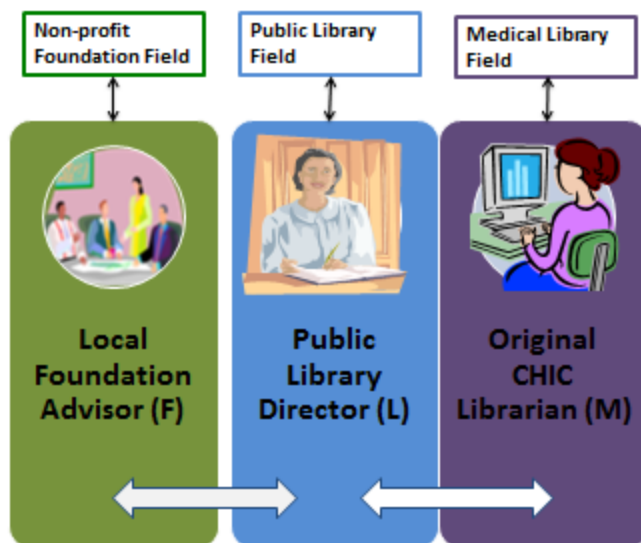 Non-profit
Foundation Field
Public Library
Field
Medical Library
Field
Local
Foundation
Advisor (F)
Public
Library
Director (L)
Original
CHIC
Librarian (M)